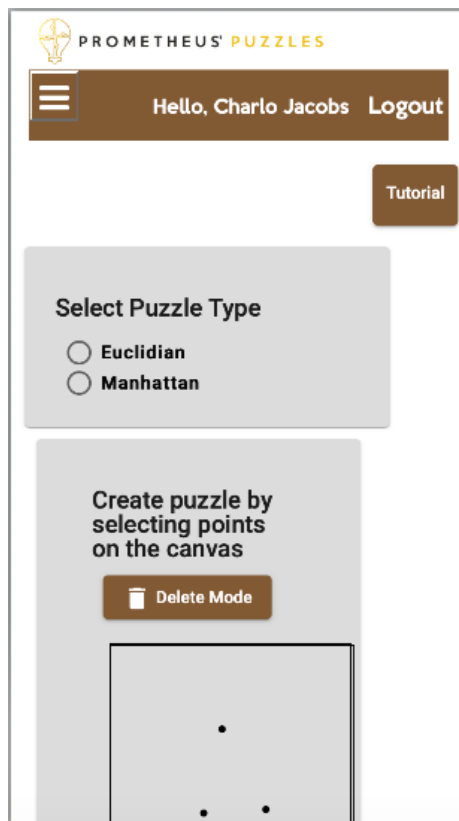 PROMETHEUS' PUZZLES
Hello, Charlo Jacobs Logout
Tutorial
Select Puzzle Type
Euclidian
Manhattan
Create puzzle by
selecting points
on the canvas
Delete Mode